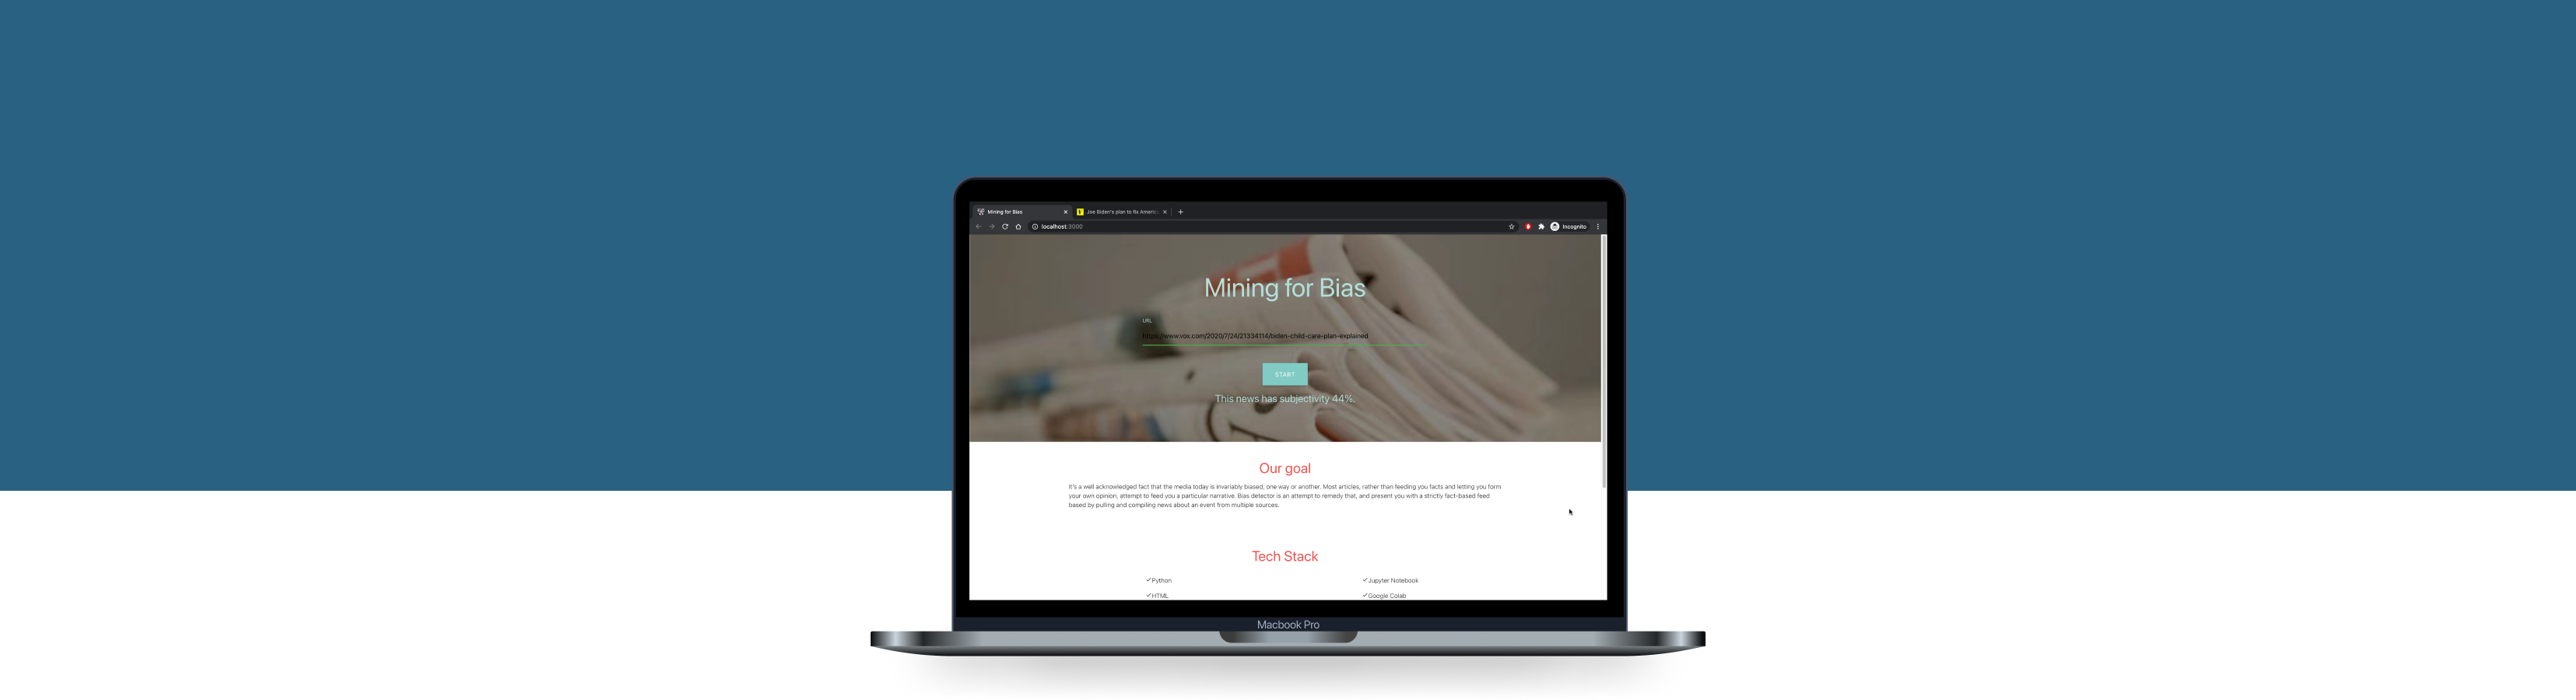 Mining for Bias
Joe Biden's plan to fix Americ
localhost:3000
Incognito
Mining for Bias
URL
https://www.vox.com/2020/7/24/21334114/biden-child-care-plan-explained
START
This news has subjectivity 44%.
Our goal
It's a well acknowledged fact that the media today is invariably biased, one way or another. Most articles, rather than feeding you facts and letting you form
your own opinion, attempt to feed you a particular narrative. Bias detector is an attempt to remedy that, and present you with a strictly fact-based feed
based by pulling and compiling news about an event from multiple sources.
Tech Stack
✓Python
✓Jupyter Notebook
✓HTML
✓Google Colab
Macbook Pro